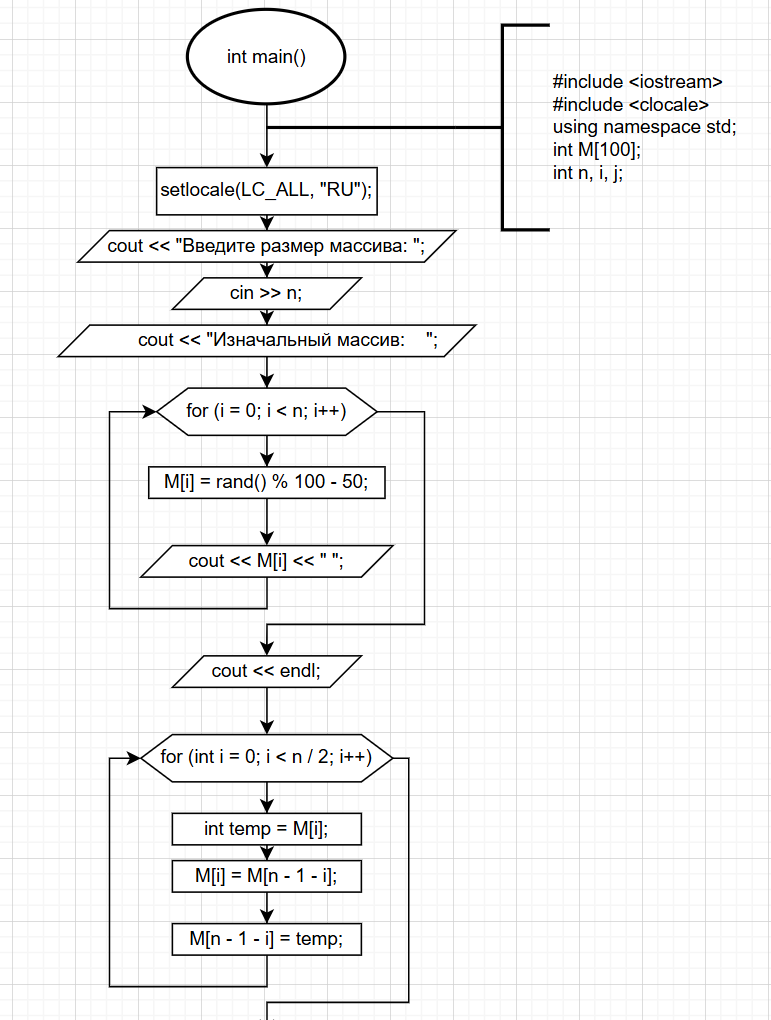 int main()
#include <iostream>
#include <clocale>
using namespace std;
int M[100];
int n, i, j;
setlocale(LC_ALL, "RU");
cout << "Введите размер массива: ";
cin >> n;
cout << "Изначальный массив:    ";
for (i = 0; i < n; i++)
M[i] = rand() % 100 - 50;
cout << M[i] << " ";
cout << endl;
for (int i = 0; i < n / 2; i++)
int temp = M[i];
M[i] = M[n - 1 - i];
M[n - 1 - i] = temp;